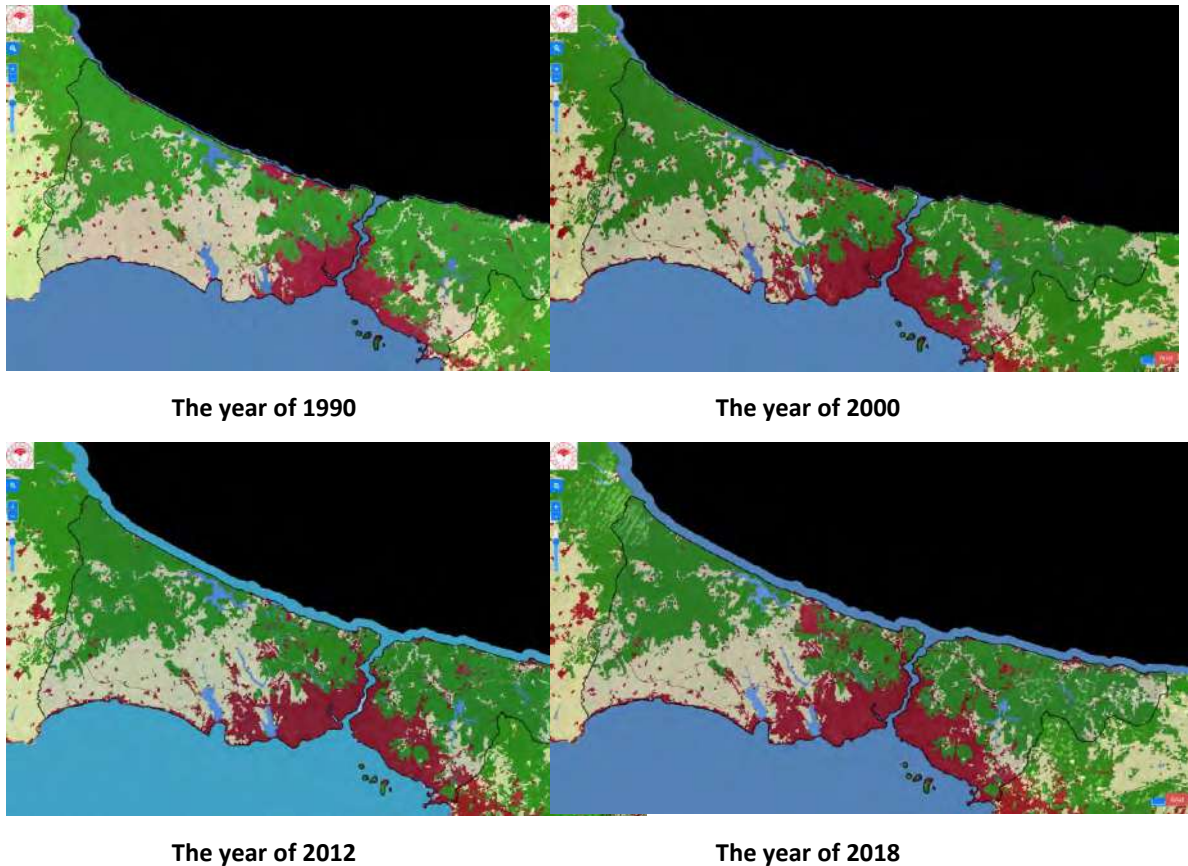 The year of 1990
The year of 2000
The year of 2012
The year of 2018